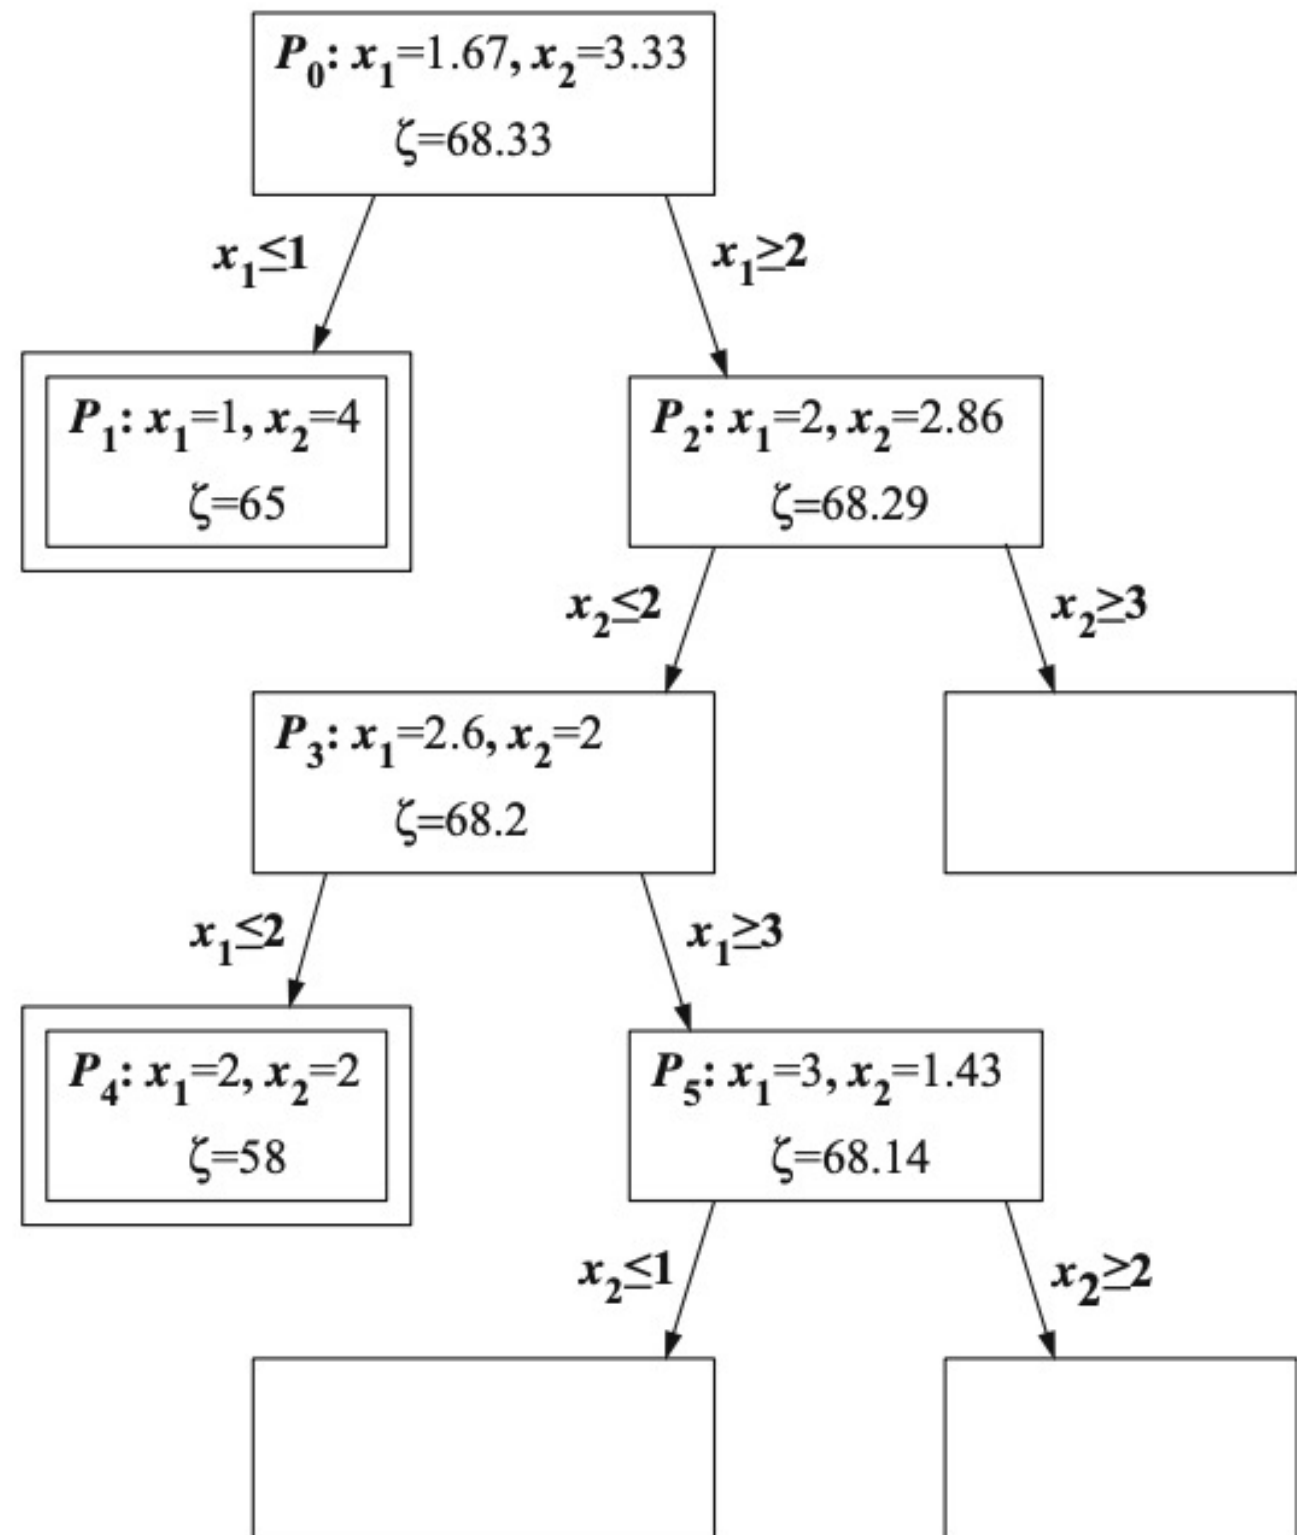 P0: x1=1.67, x2=3.33
ζ=68.33
x1≤1
x1≥2
P1: x1=1, x2=4
ζ=65
P2: x1=2, x2=2.86
ζ=68.29
x2≤2
x2≥3
P3: x1=2.6, x2=2
ζ=68.2
x1≤2
x1≥3
P4: x1=2, x2=2
ζ=58
P5: x1=3, x2=1.43
ζ=68.14
x2≤1
x2≥2